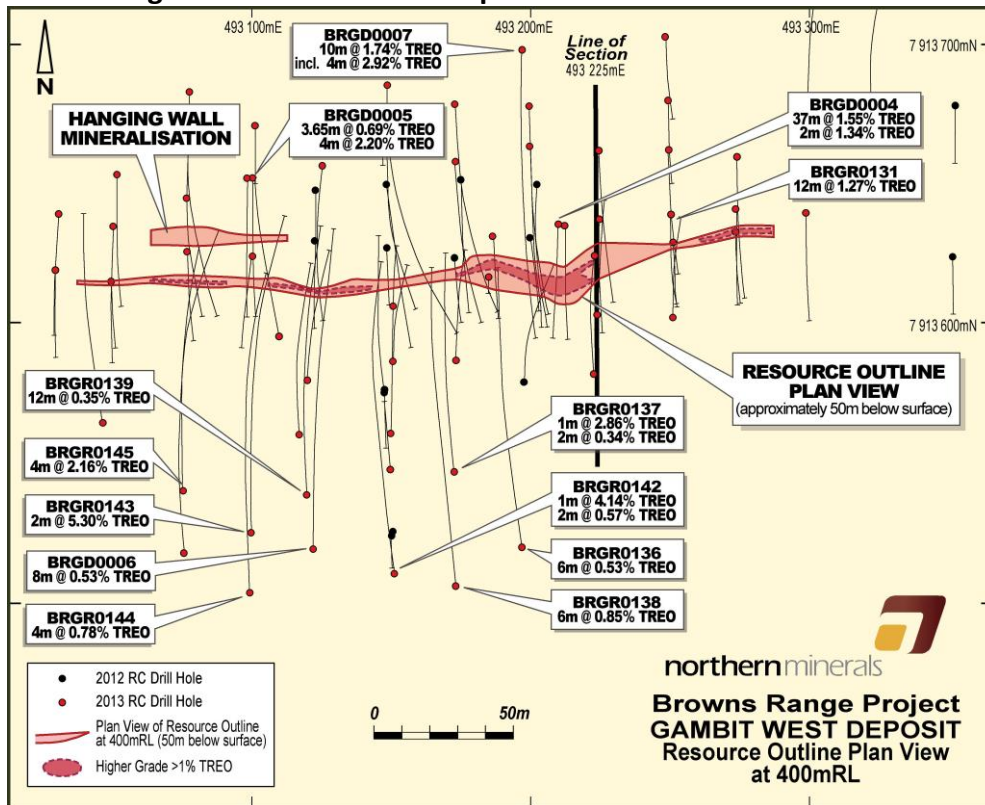 493 100mE
493 200mE
493 300mE
7 913 700mN
7 913 600mN
N
BRGD0007
10m @ 1.74% TREO
incl. 4m @ 2.92% TREO
Line of
Section
493 225mE
HANGING WALL
MINERALISATION
BRGD0005
3.65m @ 0.69% TREO
4m @ 2.20% TREO
BRGD0004
37m @ 1.55% TREO
2m @ 1.34% TREO
BRGR0131
12m @ 1.27% TREO
RESOURCE OUTLINE
PLAN VIEW
(approximately 50m below surface)
BRGR0139
12m @ 0.35% TREO
BRGR0145
4m @ 2.16% TREO
BRGR0143
2m @ 5.30% TREO
BRGD0006
8m @ 0.53% TREO
BRGR0144
4m @ 0.78% TREO
BRGR0137
1m @ 2.86% TREO
2m @ 0.34% TREO
BRGR0142
1m @ 4.14% TREO
2m @ 0.57% TREO
BRGR0136
6m @ 0.53% TREO
BRGR0138
6m @ 0.85% TREO
2012 RC Drill Hole
2013 RC Drill Hole
Plan View of Resource Outline
at 400mRL (50m below surface)
Higher Grade >1% TREO
0 50m
northernminerals
Browns Range Project
GAMBIT WEST DEPOSIT
Resource Outline Plan View
at 400mRL